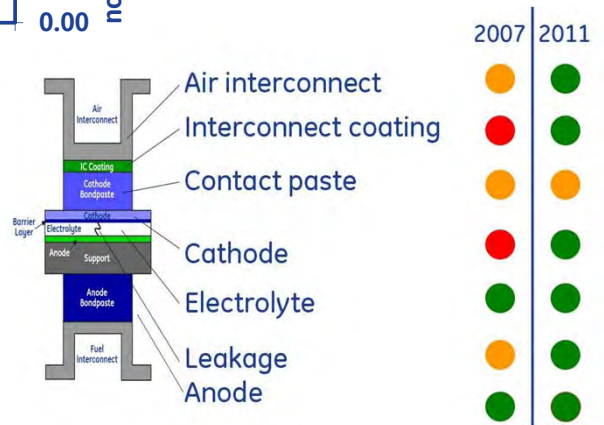 0.00
no
2007 2011
Air interconnect
Interconnect coating
Contact paste
Cathode
Electrolyte
Leakage
Anode
Air
Interconnect
IC Coating
Cathode
Bondpaste
Cathode
Barrier
Layer
Electrolyte
Anode
Support
Anode
Bondpaste
Fuel
Interconnect